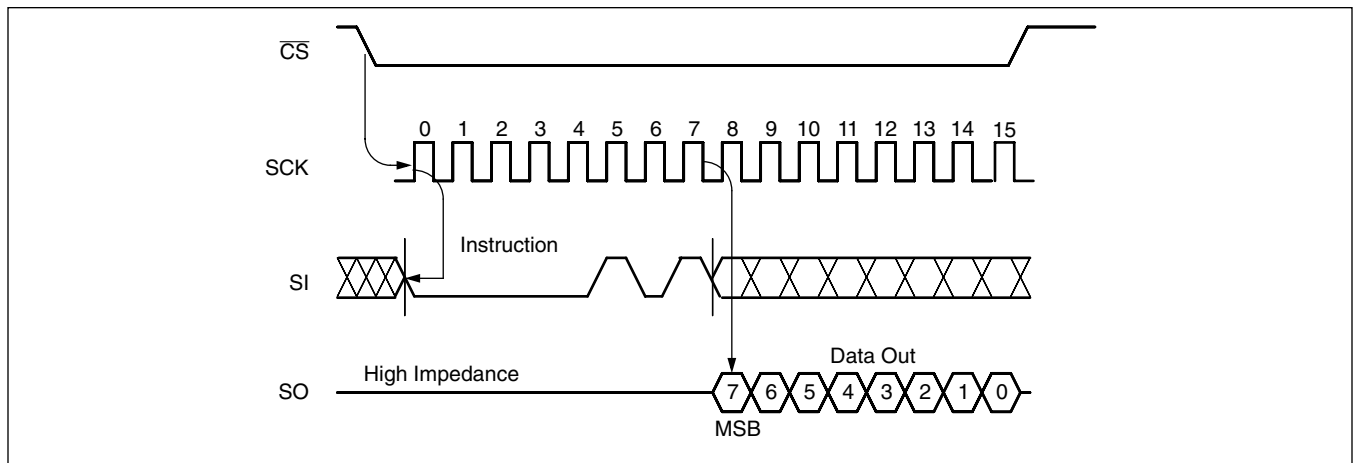 CS
0 1 2 3 4 5 6 7 8 9 10 11 12 13 14 15
SCK
Instruction
SI
Data Out
High Impedance
SO
7 6 5 4 3 2 1 0
MSB